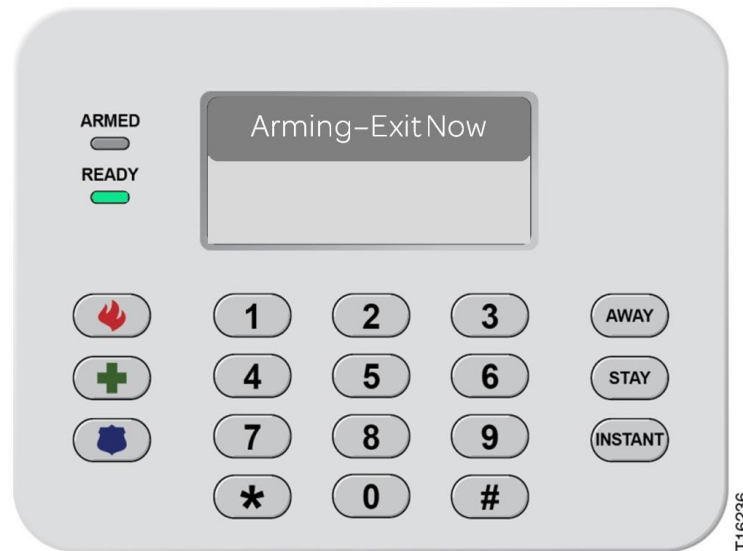 ARMED
Arming-Exit Now
READY
1 2 3 AWAY
4 5 6 STAY
7 8 9 INSTANT
* 0 #
T16236